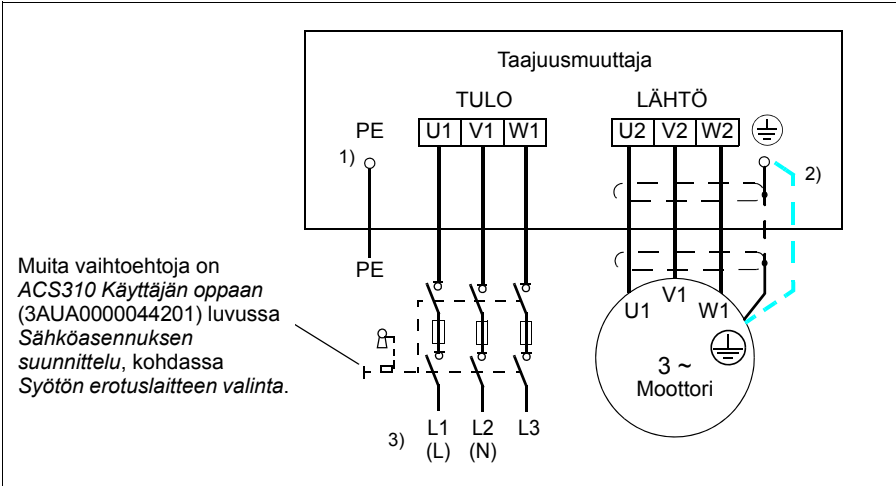 Taajuusmuuttaja
TULO LÄHTÖ
PE U1 V1 W1 U2 V2 W2
1) 2)
PE
Muita vaihtoehtoja on
ACS310 Käyttäjän oppaan
(3AUA0000044201) luvussa
Sähköasennuksen
suunnittelu, kohdassa
Syötön erotuslaitteen valinta.
U1 V1 W1
3 ~
Moottori
3) L1 L2 L3
(L) (N)